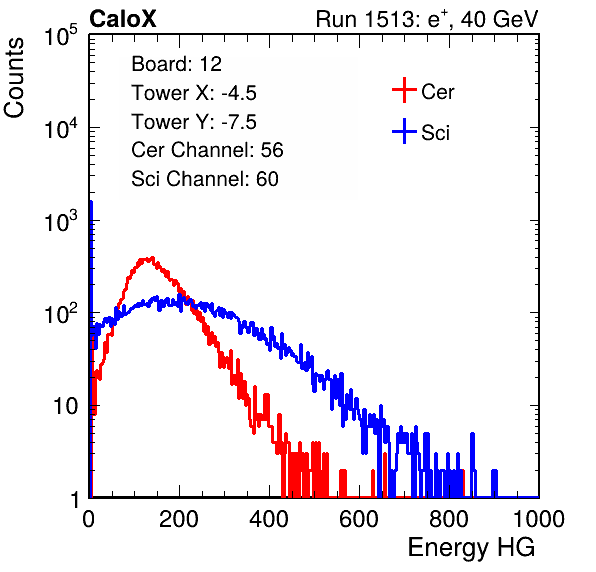 CaloX Run 1513: e⁺, 40 GeV
Counts
Board: 12
Tower X: -4.5
Tower Y: -7.5
Cer Channel: 56
Sci Channel: 60
Cer
Sci
10⁵
10⁴
10³
10²
10
1
0 200 400 600 800 1000
Energy HG